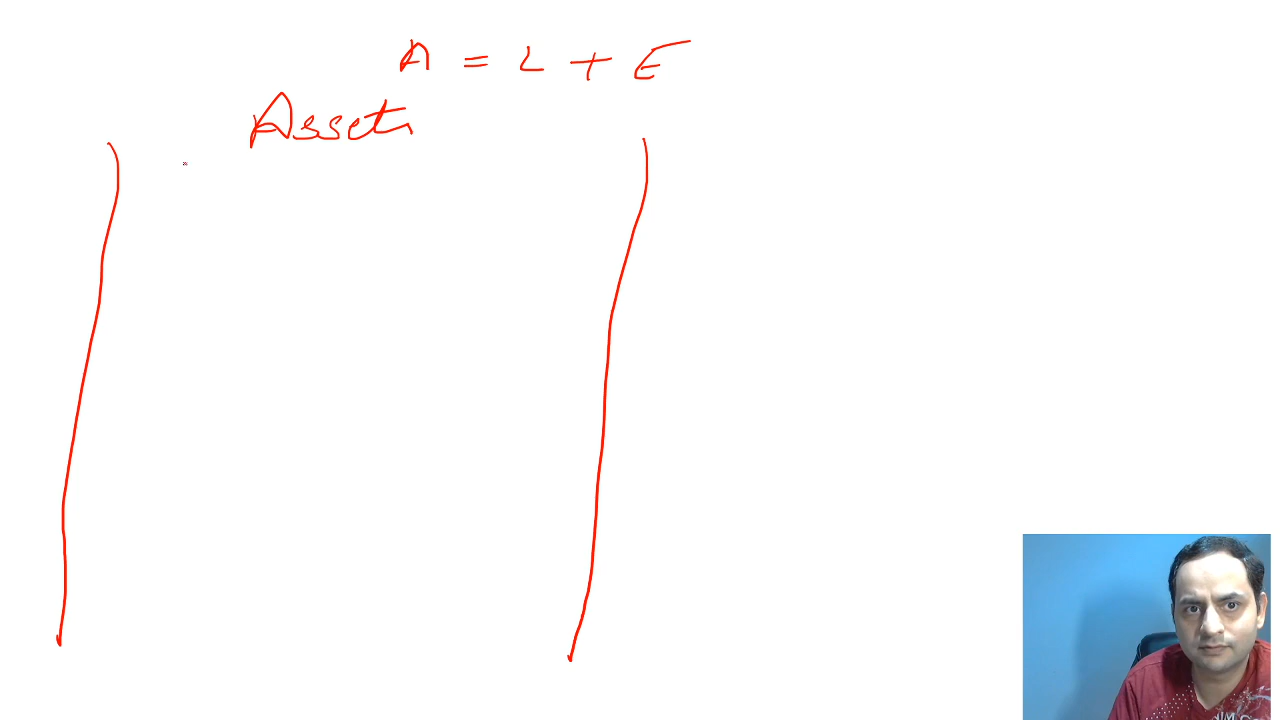 A = L + E
Assets